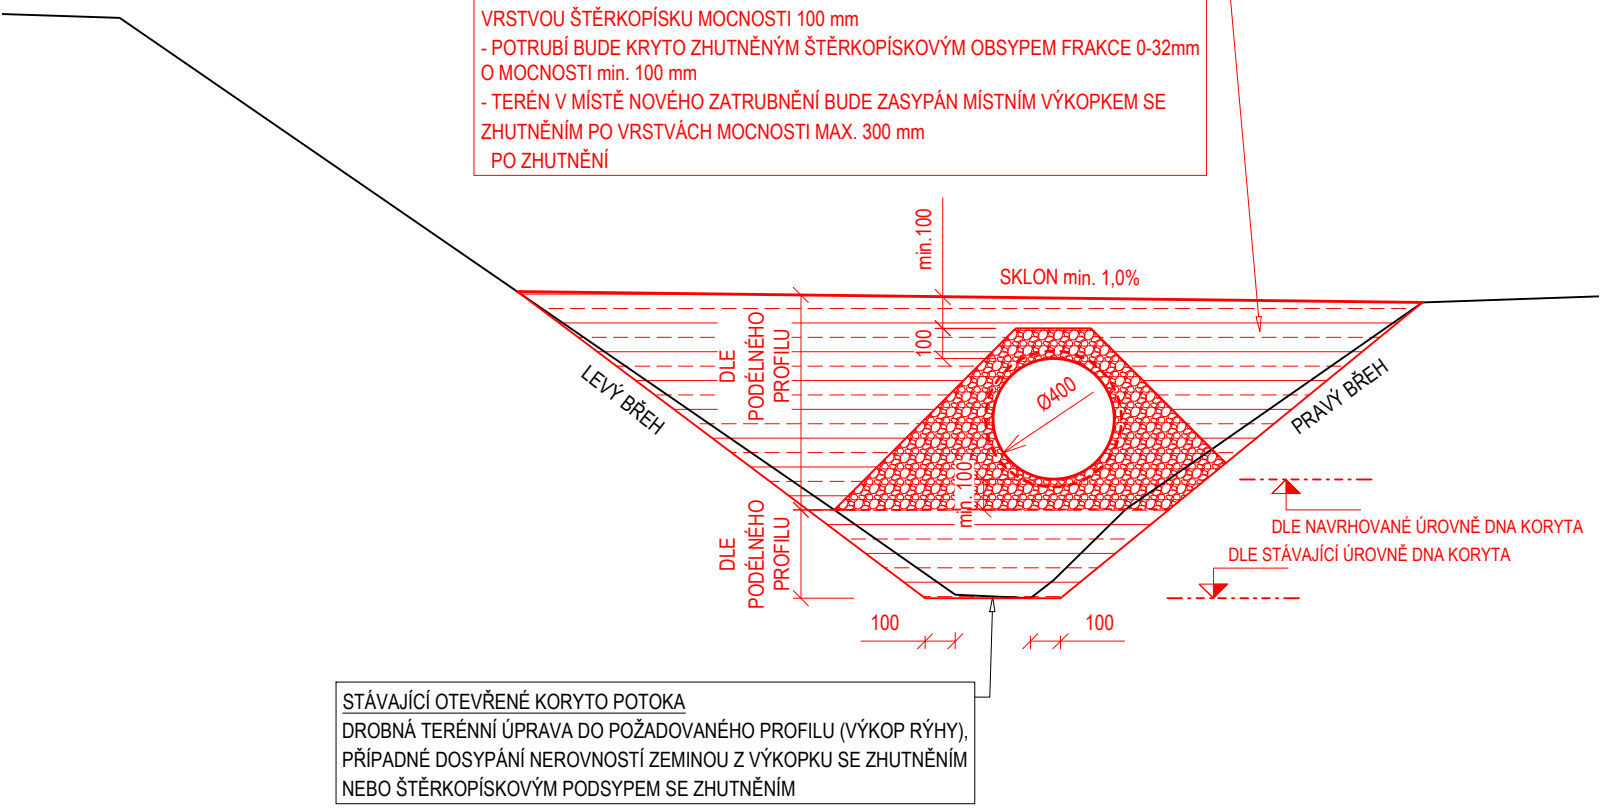 VRSTVOU ŠTĚRKOPÍSKU MOCNOSTI 100 mm
- POTRUBÍ BUDE KRYTO ZHUTNĚNÝM ŠTĚRKOPÍSKOVÝM OBSYPEM FRAKCE 0-32mm
O MOCNOSTI min. 100 mm
- TERÉN V MÍSTĚ NOVÉHO ZATRUBNĚNÍ BUDE ZASYPÁN MÍSTNÍM VÝKOPKEM SE
ZHUTNĚNÍM PO VRSTVÁCH MOCNOSTI MAX. 300 mm
PO ZHUTNĚNÍ
min.100
SKLON min. 1,0%
100
DLE
PODÉLNÉHO
PROFILU
LEVÝ BŘEH
Ø400
PRAVÝ BŘEH
min. 100
DLE
PODÉLNÉHO
PROFILU
DLE NAVRHOVANÉ ÚROVNĚ DNA KORYTA
DLE STÁVAJÍCÍ ÚROVNĚ DNA KORYTA
100
100
STÁVAJÍCÍ OTEVŘENÉ KORYTO POTOKA
DROBNÁ TERÉNNÍ ÚPRAVA DO POŽADOVANÉHO PROFILU (VÝKOP RÝHY),
PŘÍPADNÉ DOSYPÁNÍ NEROVNOSTÍ ZEMINOU Z VÝKOPKU SE ZHUTNĚNÍM
NEBO ŠTĚRKOPÍSKOVÝM PODSYPEM SE ZHUTNĚNÍM